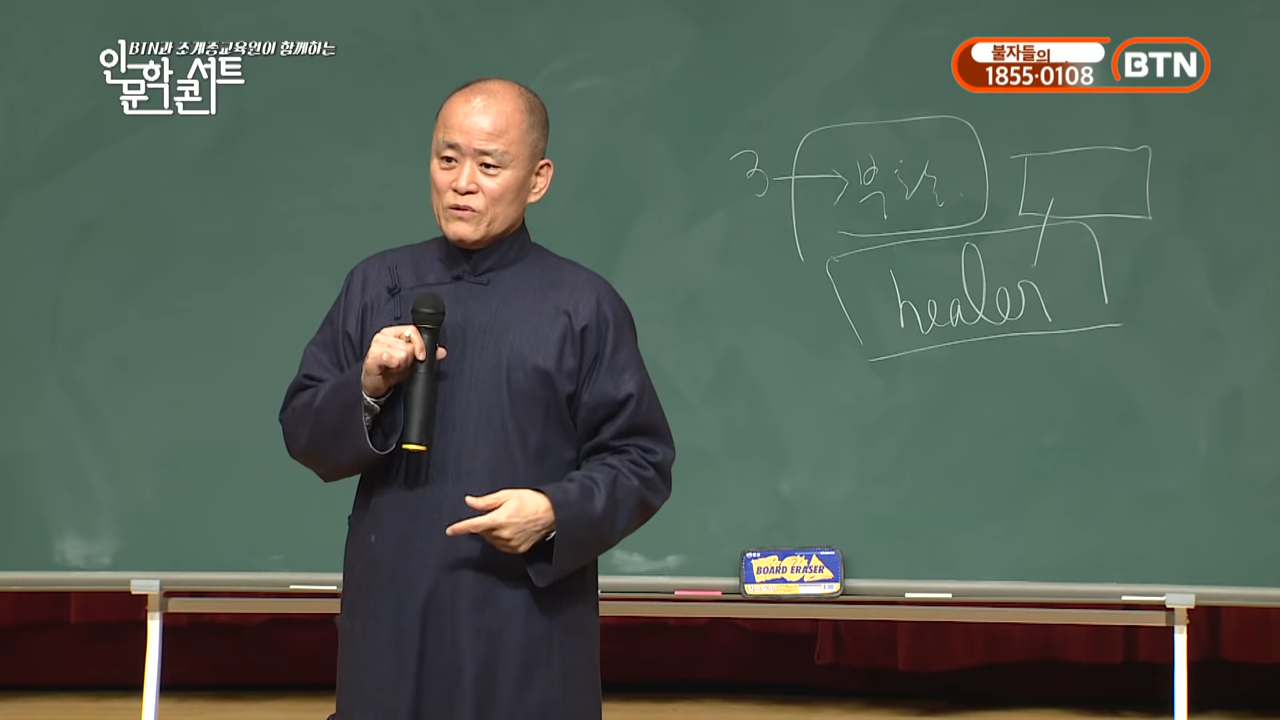 BTN과 조계종교육원이 함께하는
인문학 콘서트
불자들의
1855·0108
BTN
3
healer
BOARD ERASER